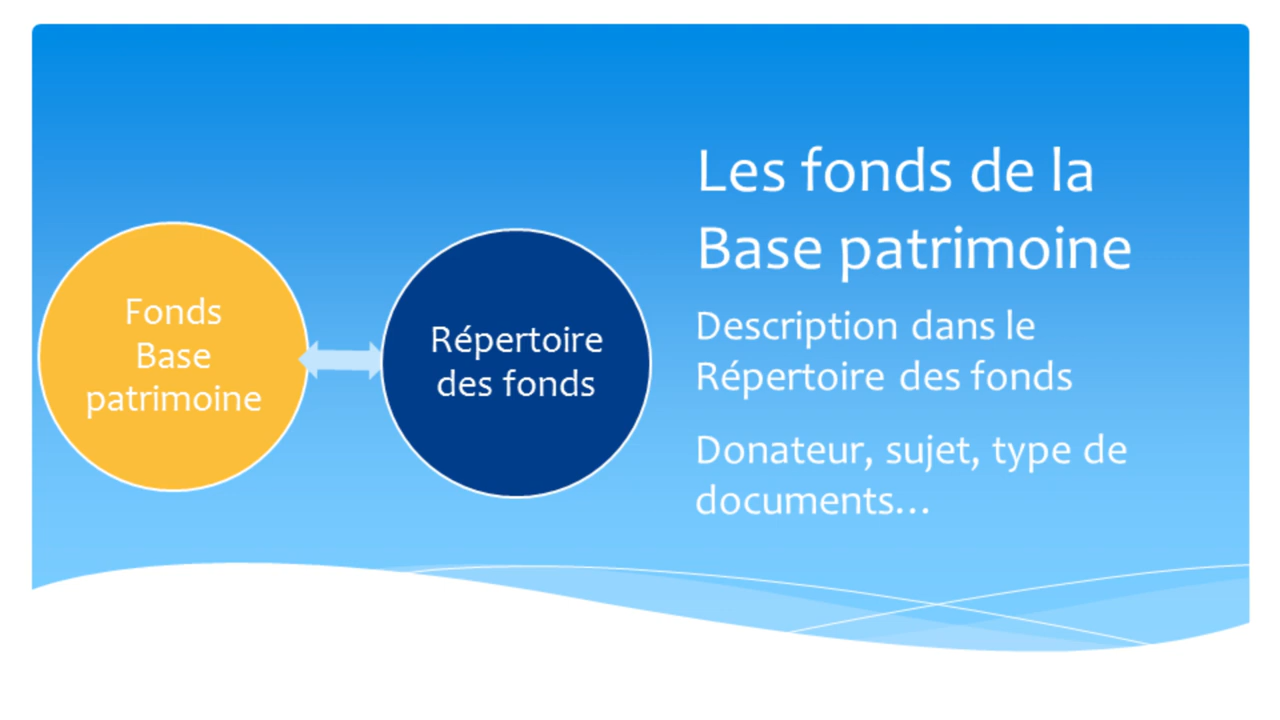 Les fonds de la
Base patrimoine
Description dans le
Répertoire des fonds
Donateur, sujet, type de
documents…
Fonds
Base
patrimoine
Répertoire
des fonds